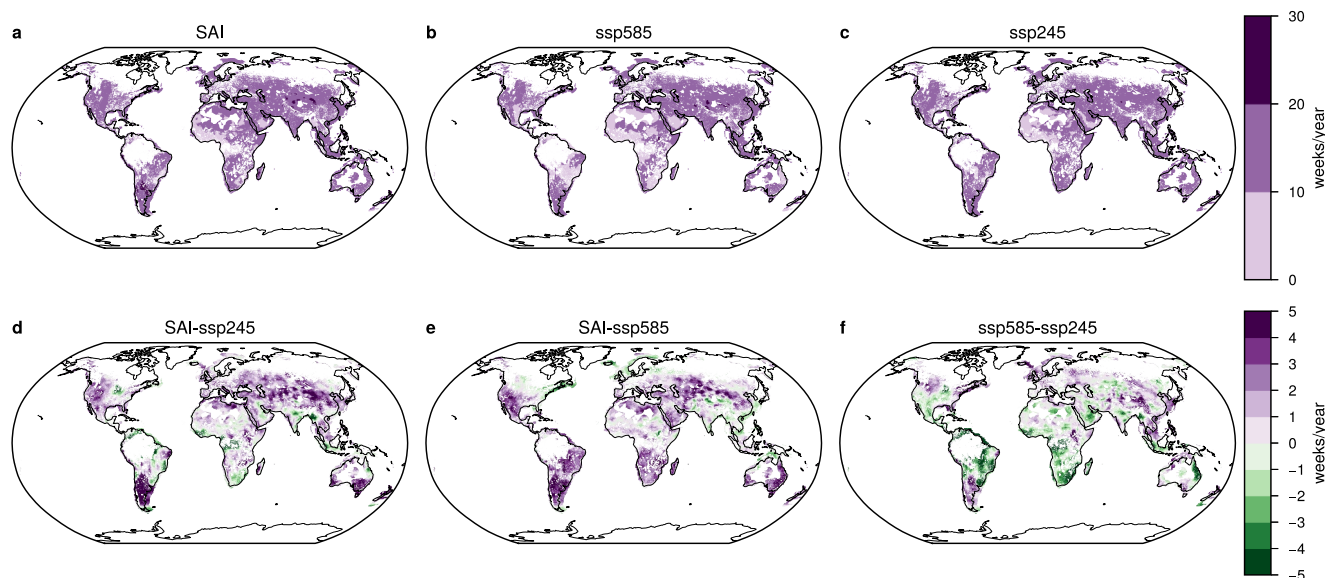 a SAI
b ssp585
c ssp245
30
20
10
0
weeks/year
d SAI-ssp245
e SAI-ssp585
f ssp585-ssp245
5
4
3
2
1
0
−1
−2
−3
−4
−5
weeks/year